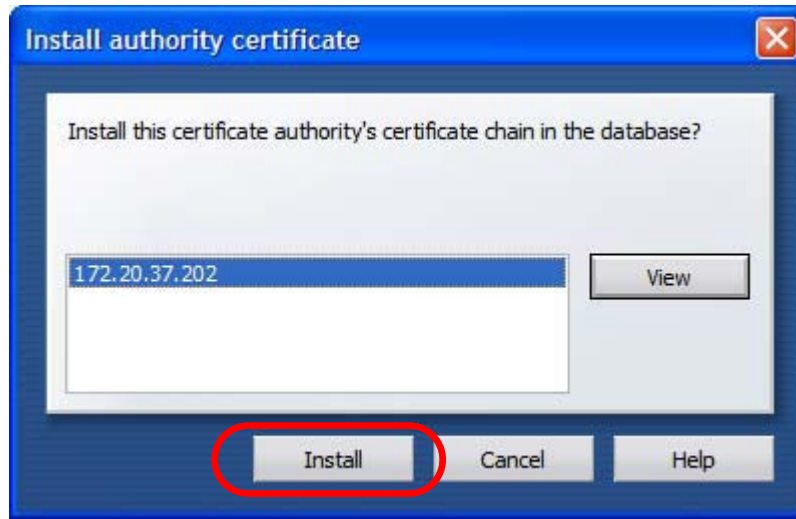 Install authority certificate
Install this certificate authority's certificate chain in the database?
172.20.37.202
View
Install
Cancel
Help